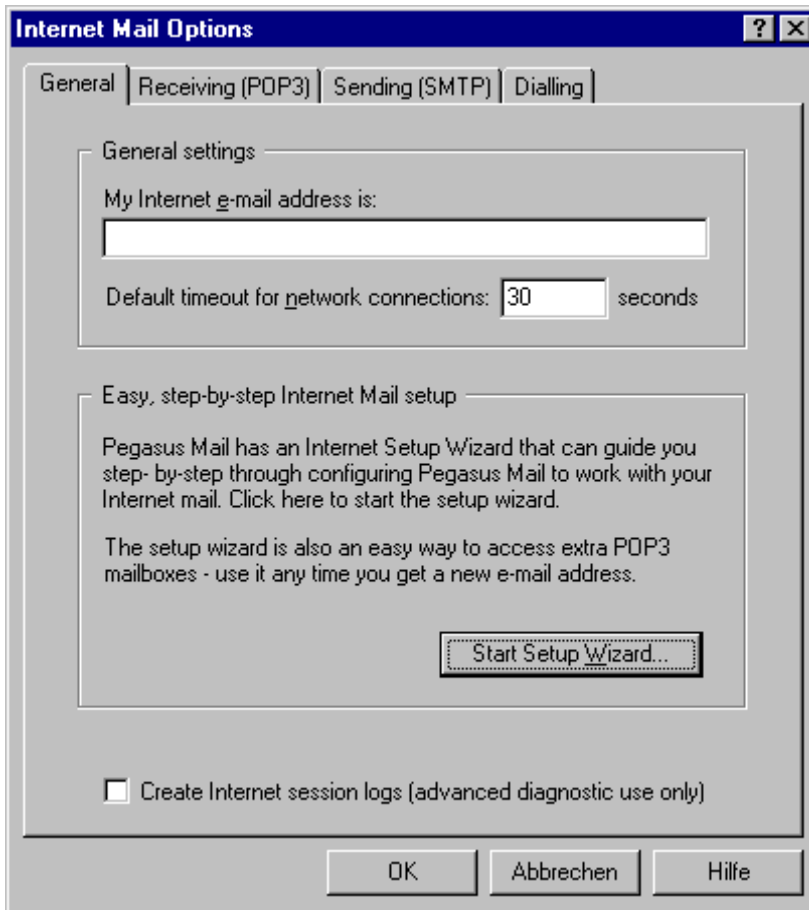 Internet Mail Options
General
Receiving (POP3)
Sending (SMTP)
Dialling
General settings
My Internet e-mail address is:
Default timeout for network connections: 30 seconds
Easy, step-by-step Internet Mail setup
Pegasus Mail has an Internet Setup Wizard that can guide you
step- by-step through configuring Pegasus Mail to work with your
Internet mail. Click here to start the setup wizard.
The setup wizard is also an easy way to access extra POP3
mailboxes - use it any time you get a new e-mail address.
Start Setup Wizard...
Create Internet session logs (advanced diagnostic use only)
OK
Abbrechen
Hilfe